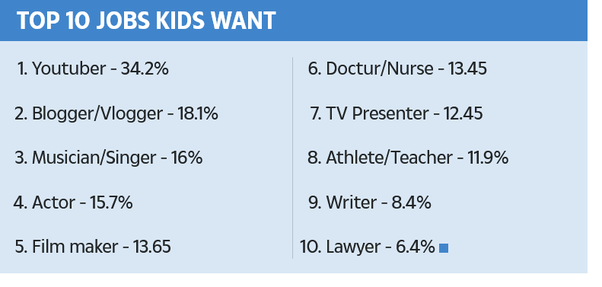 TOP 10 JOBS KIDS WANT
1. Youtuber - 34.2%
2. Blogger/Vlogger - 18.1%
3. Musician/Singer - 16%
4. Actor - 15.7%
5. Film maker - 13.65
6. Doctur/Nurse - 13.45
7. TV Presenter - 12.45
8. Athlete/Teacher - 11.9%
9. Writer - 8.4%
10. Lawyer - 6.4%